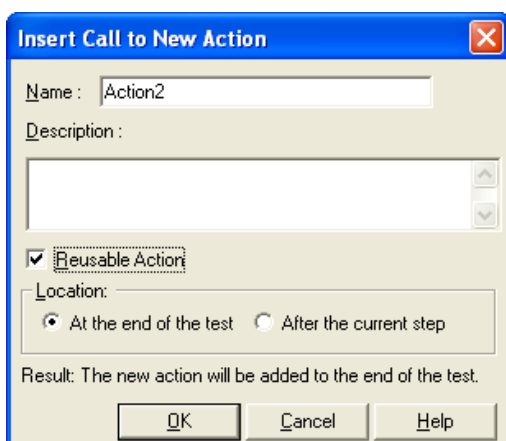 Insert Call to New Action
Name : Action2
Description :
Reusable Action
Location:
At the end of the test After the current step
Result: The new action will be added to the end of the test.
OK Cancel Help